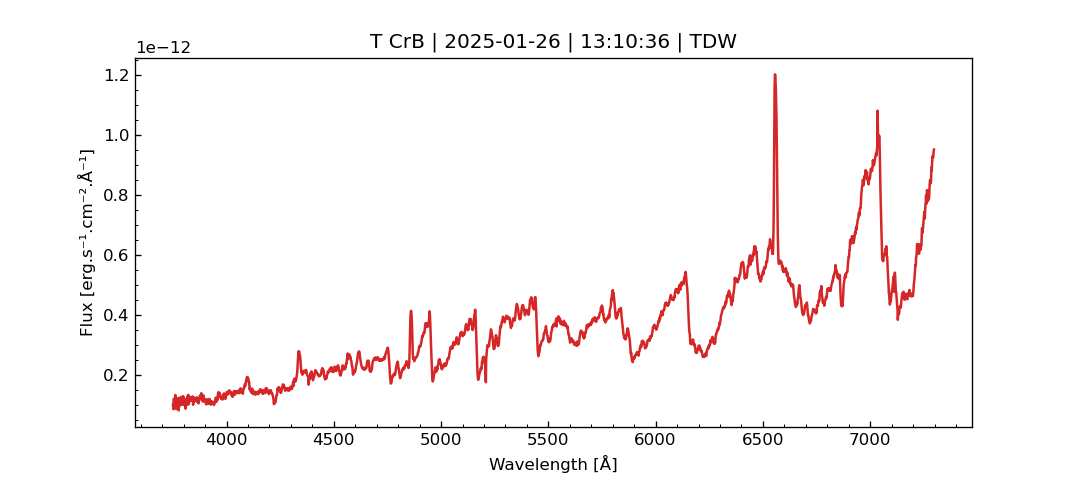 T CrB | 2025-01-26 | 13:10:36 | TDW
1e−12
1.2
1.0
0.8
0.6
0.4
0.2
Flux [erg.s⁻¹.cm⁻².Å⁻¹]
4000 4500 5000 5500 6000 6500 7000
Wavelength [Å]